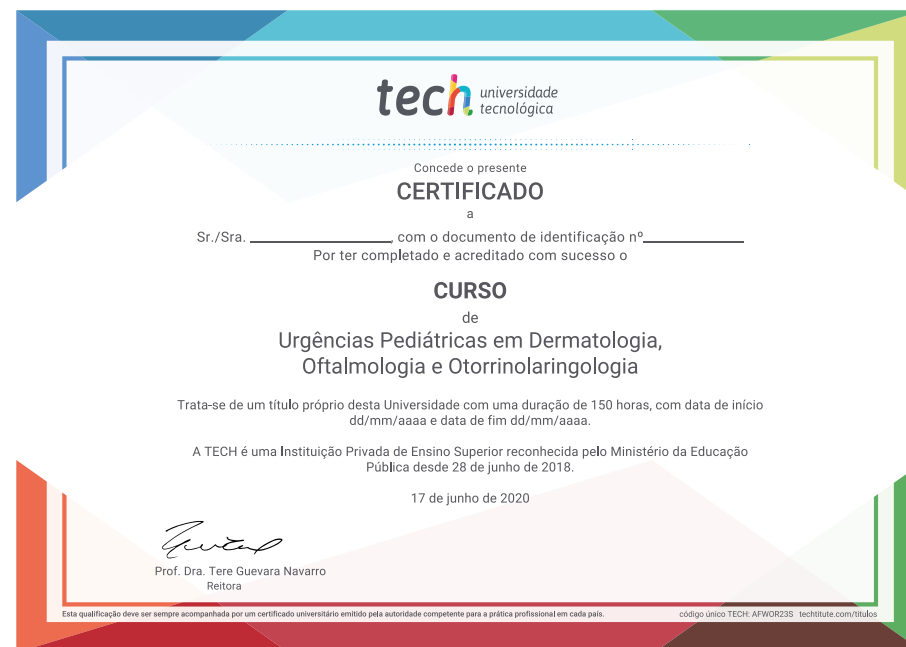 tech universidade
tecnológica
Concede o presente
CERTIFICADO
a
Sr./Sra. ____________________, com o documento de identificação nº______________
Por ter completado e acreditado com sucesso o
CURSO
de
Urgências Pediátricas em Dermatologia,
Oftalmologia e Otorrinolaringologia
Trata-se de um título próprio desta Universidade com uma duração de 150 horas, com data de início
dd/mm/aaaa e data de fim dd/mm/aaaa.
A TECH é uma Instituição Privada de Ensino Superior reconhecida pelo Ministério da Educação
Pública desde 28 de junho de 2018.
17 de junho de 2020
Prof. Dra. Tere Guevara Navarro
Reitora
Esta qualificação deve ser sempre acompanhada por um certificado universitário emitido pela autoridade competente para a prática profissional em cada país.
código único TECH: AFWOR23S techtitute.com/titulos